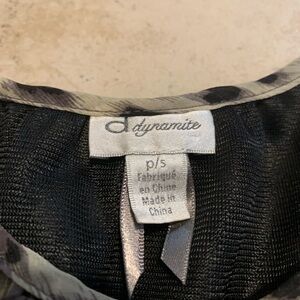 d dynamite
p/s
Fabriqué
en Chine
Made in
China